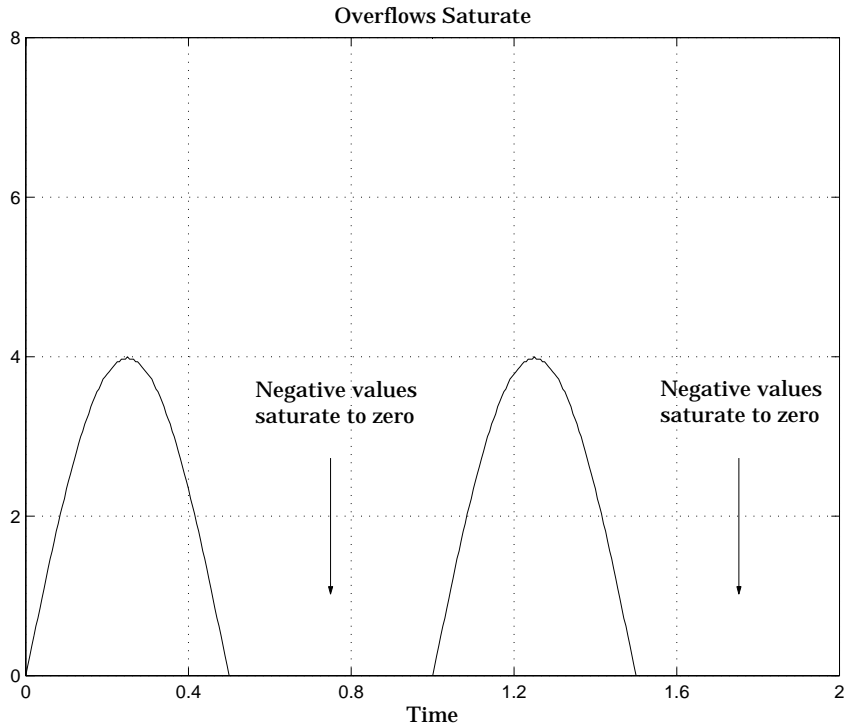 Overflows Saturate
8
6
4
2
0
Negative values
saturate to zero
Negative values
saturate to zero
0
0.4
0.8
1.2
1.6
2
Time